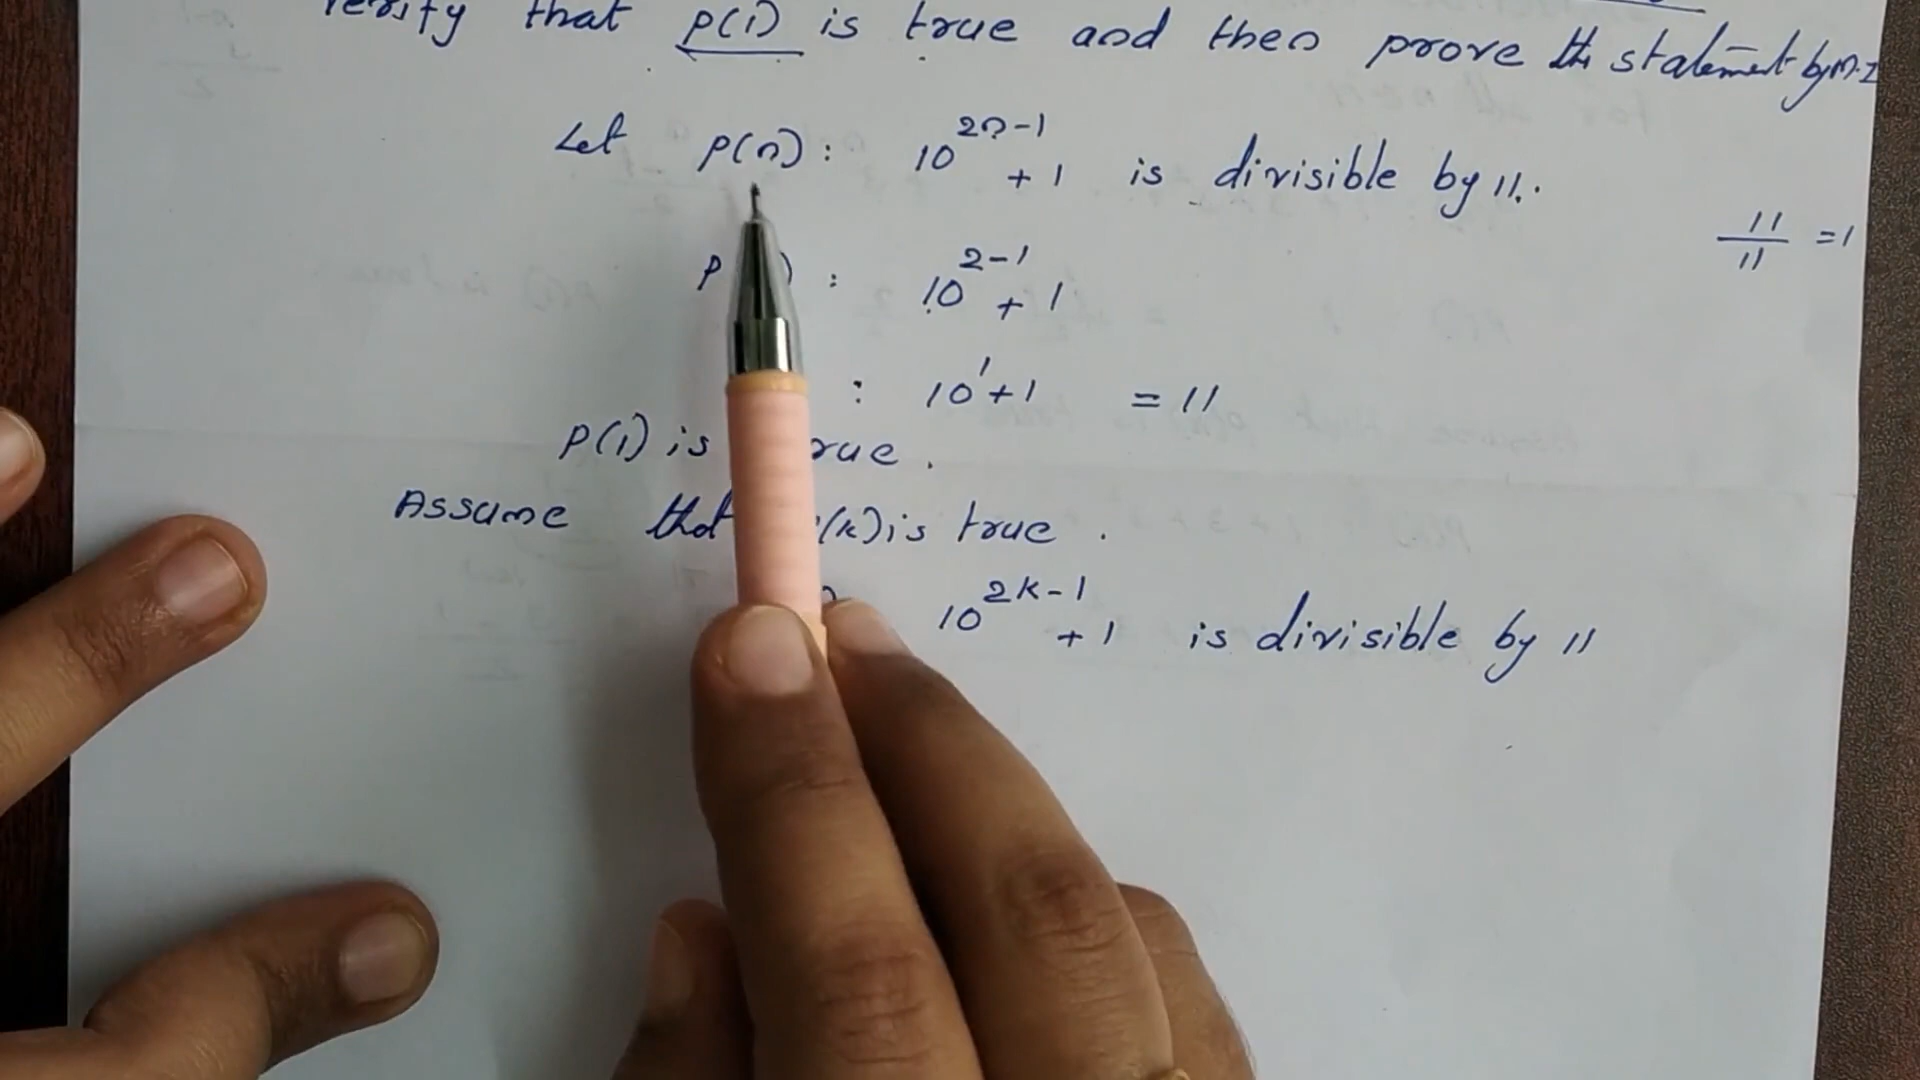 verify that p(1) is true and then prove the statement by M.I
Let p(n) : 10^{2n-1} + 1 is divisible by 11.
11/11 = 1
p : 10^{2-1} + 1
: 10^1 + 1 = 11
p(1) is rue .
Assume that (k) is true .
10^{2k-1} + 1 is divisible by 11